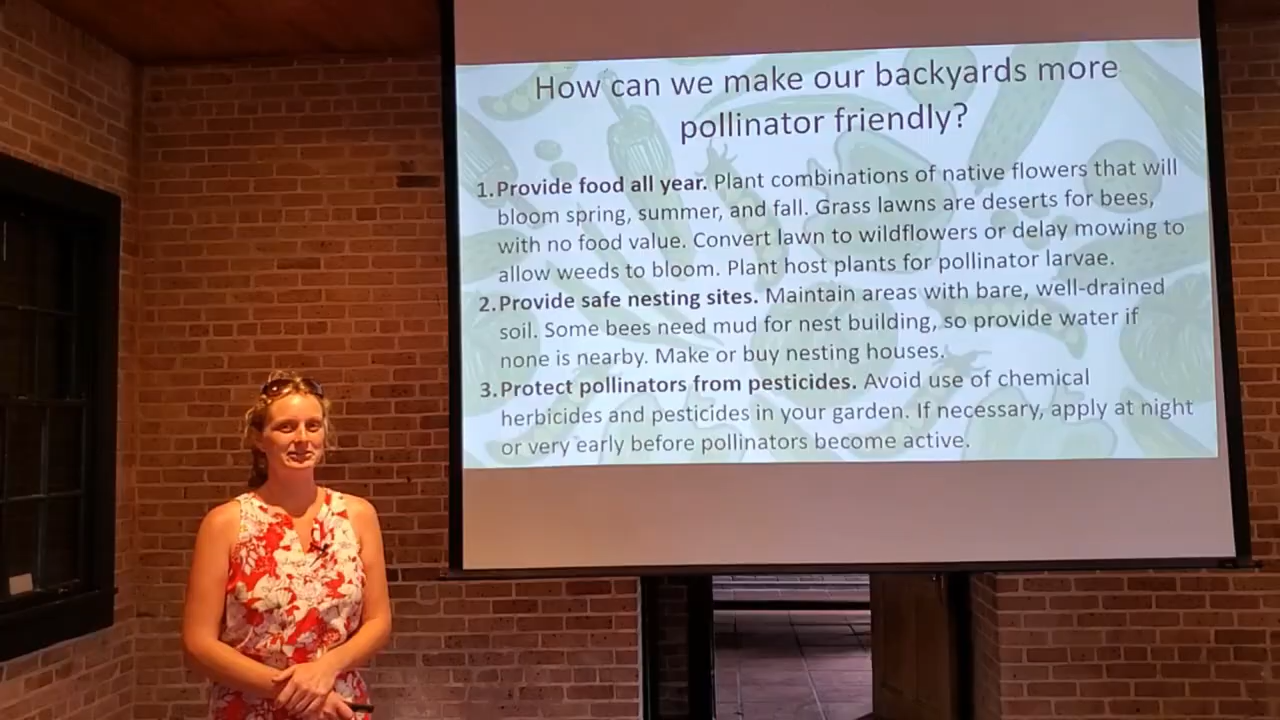 How can we make our backyards more
pollinator friendly?
1. Provide food all year. Plant combinations of native flowers that will
bloom spring, summer, and fall. Grass lawns are deserts for bees,
with no food value. Convert lawn to wildflowers or delay mowing to
allow weeds to bloom. Plant host plants for pollinator larvae.
2. Provide safe nesting sites. Maintain areas with bare, well-drained
soil. Some bees need mud for nest building, so provide water if
none is nearby. Make or buy nesting houses.
3. Protect pollinators from pesticides. Avoid use of chemical
herbicides and pesticides in your garden. If necessary, apply at night
or very early before pollinators become active.